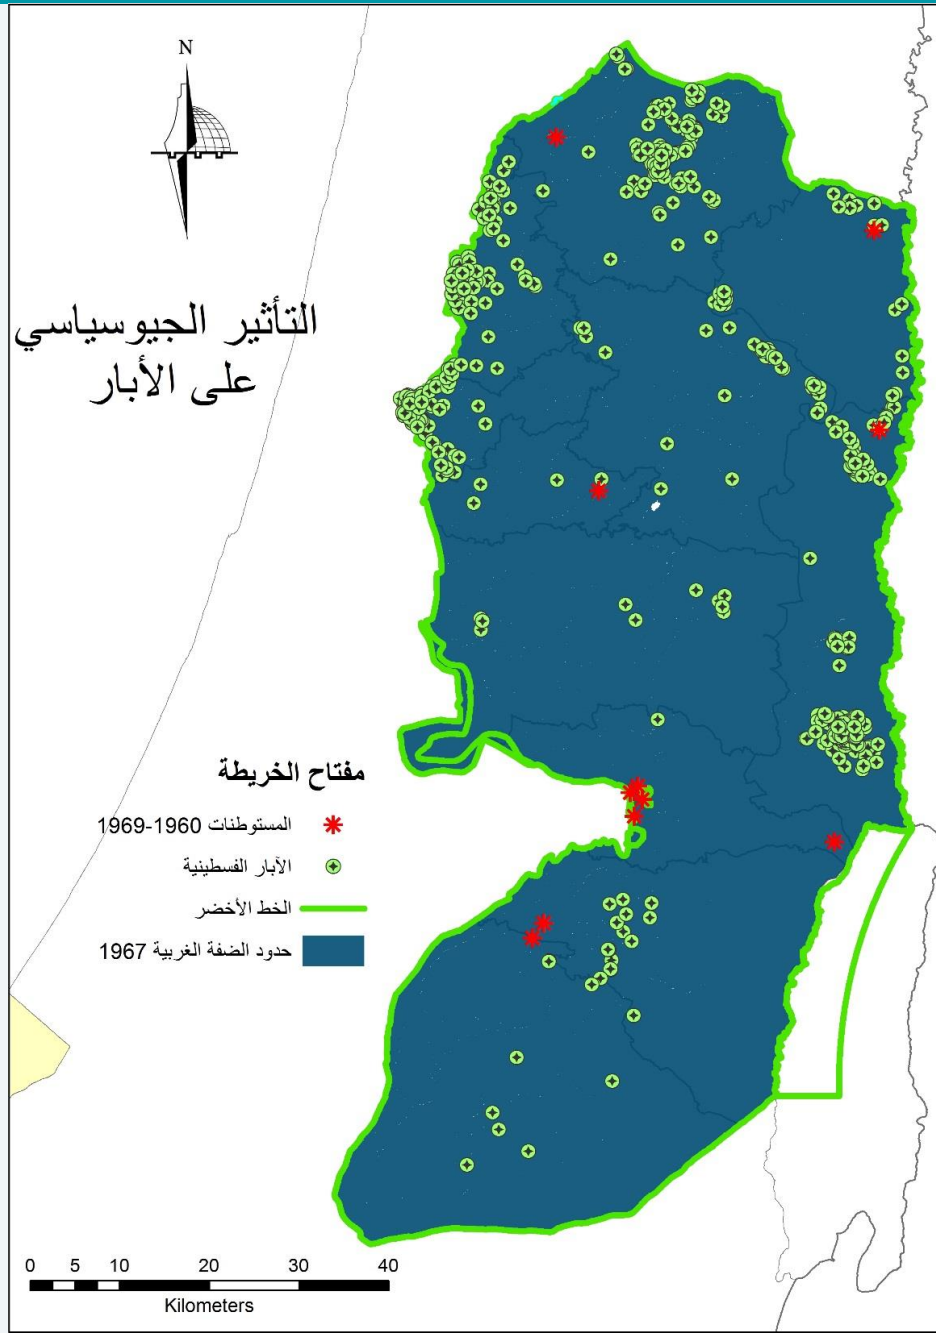 N
التأثير الجيوسياسي
على الأبار
مفتاح الخريطة
المستوطنات 1960-1969
الآبار الفسطينية
الخط الأخضر
حدود الضفة الغربية 1967
0 5 10 20 30 40
Kilometers